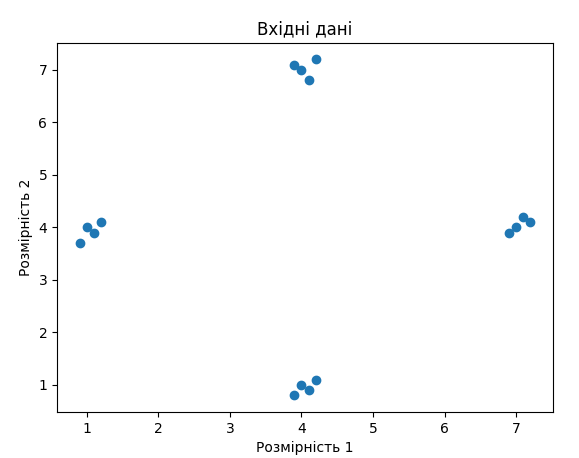 Вхідні дані
Розмірність 2
7
6
5
4
3
2
1
1 2 3 4 5 6 7
Розмірність 1